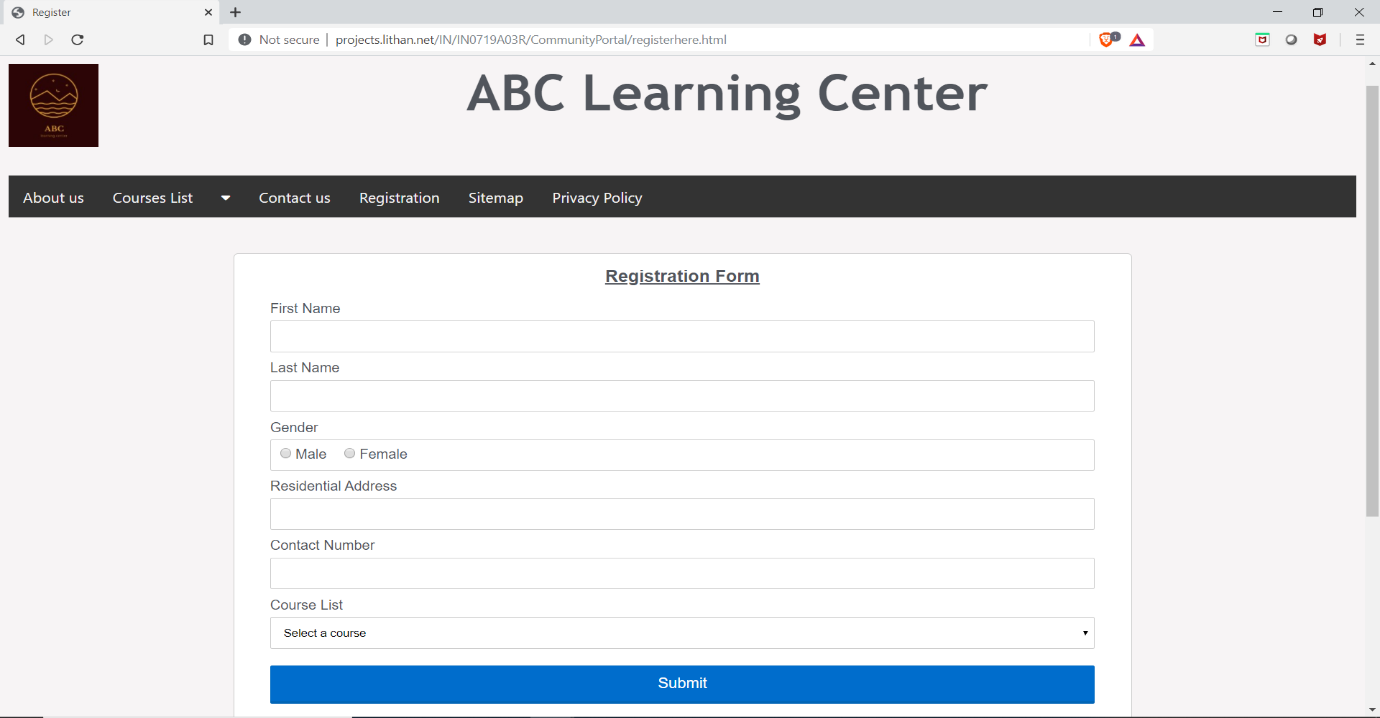 Register
Not secure | projects.lithan.net/IN/IN0719A03R/CommunityPortal/registerhere.html
1
ABC Learning Center
ABC
About us Courses List Contact us Registration Sitemap Privacy Policy
Registration Form
First Name
Last Name
Gender
Male Female
Residential Address
Contact Number
Course List
Select a course
Submit